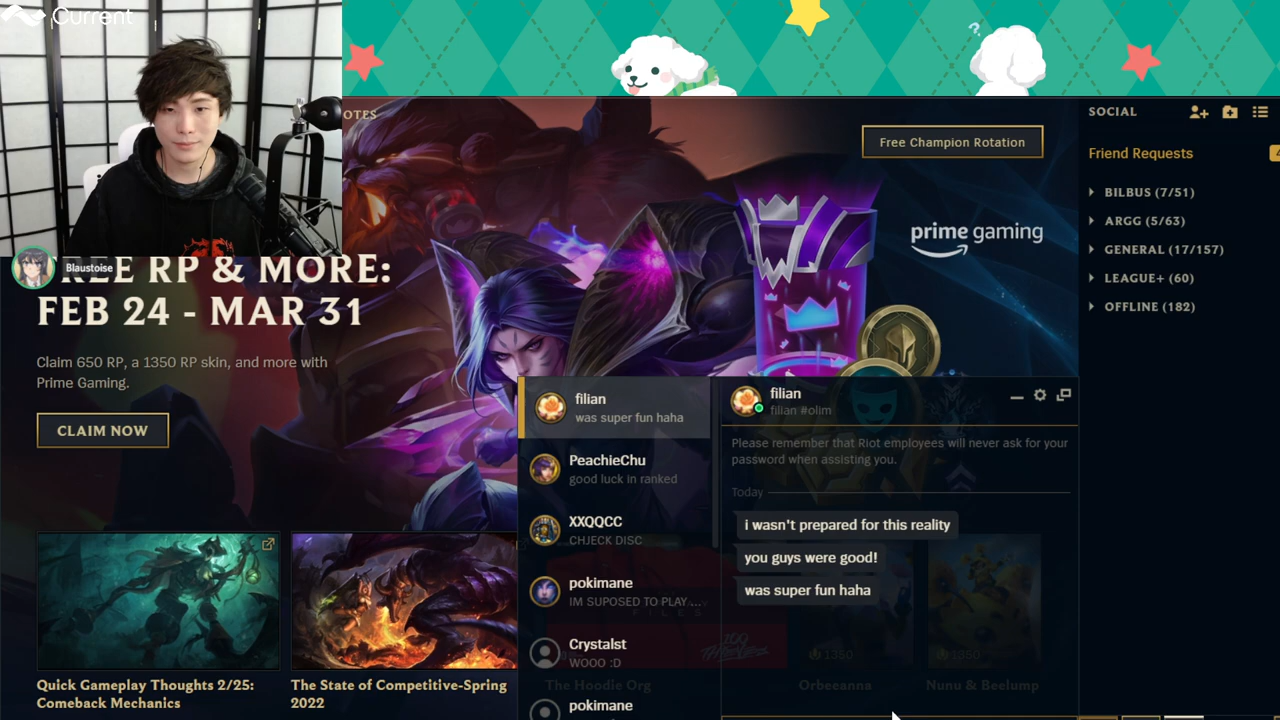 Current
?
OTES
Free Champion Rotation
prime gaming
Blaustoise
EE RP & MORE:
FEB 24 - MAR 31
Claim 650 RP, a 1350 RP skin, and more with
Prime Gaming.
CLAIM NOW
Quick Gameplay Thoughts 2/25:
Comeback Mechanics
The State of Competitive-Spring
2022
filian
was super fun haha
PeachieChu
good luck in ranked
XXQQCC
CHJECK DISC
pokimane
IM SUPOSED TO PLAY ...
Crystalst
WOOO :D
pokimane
The Hoodie Org
filian
filian #olim
Please remember that Riot employees will never ask for your
password when assisting you.
Today
i wasn't prepared for this reality
you guys were good!
was super fun haha
1350
1350
Orbeeanna
Nunu & Beelump
SOCIAL
Friend Requests
BILBUS (7/51)
ARGG (5/63)
GENERAL (17/157)
LEAGUE+ (60)
OFFLINE (182)